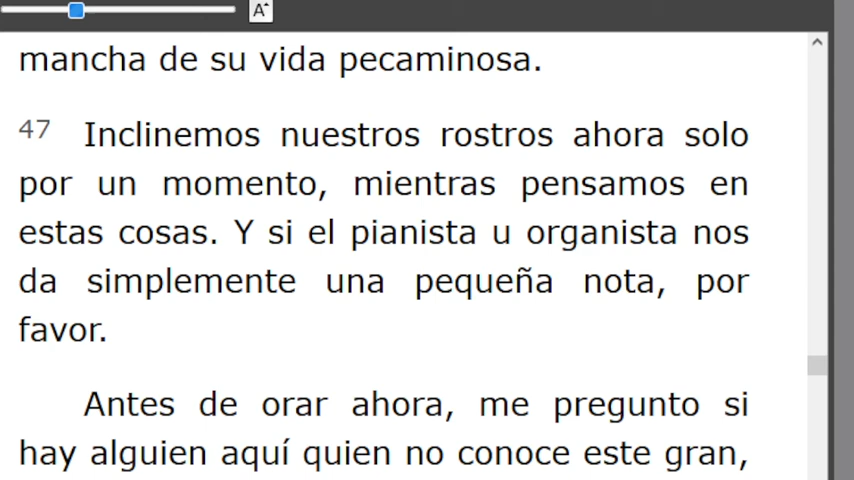 A
mancha de su vida pecaminosa.
47 Inclinemos nuestros rostros ahora solo
por un momento, mientras pensamos en
estas cosas. Y si el pianista u organista nos
da simplemente una pequeña nota, por
favor.
Antes de orar ahora, me pregunto si
hay alguien aquí quien no conoce este gran,